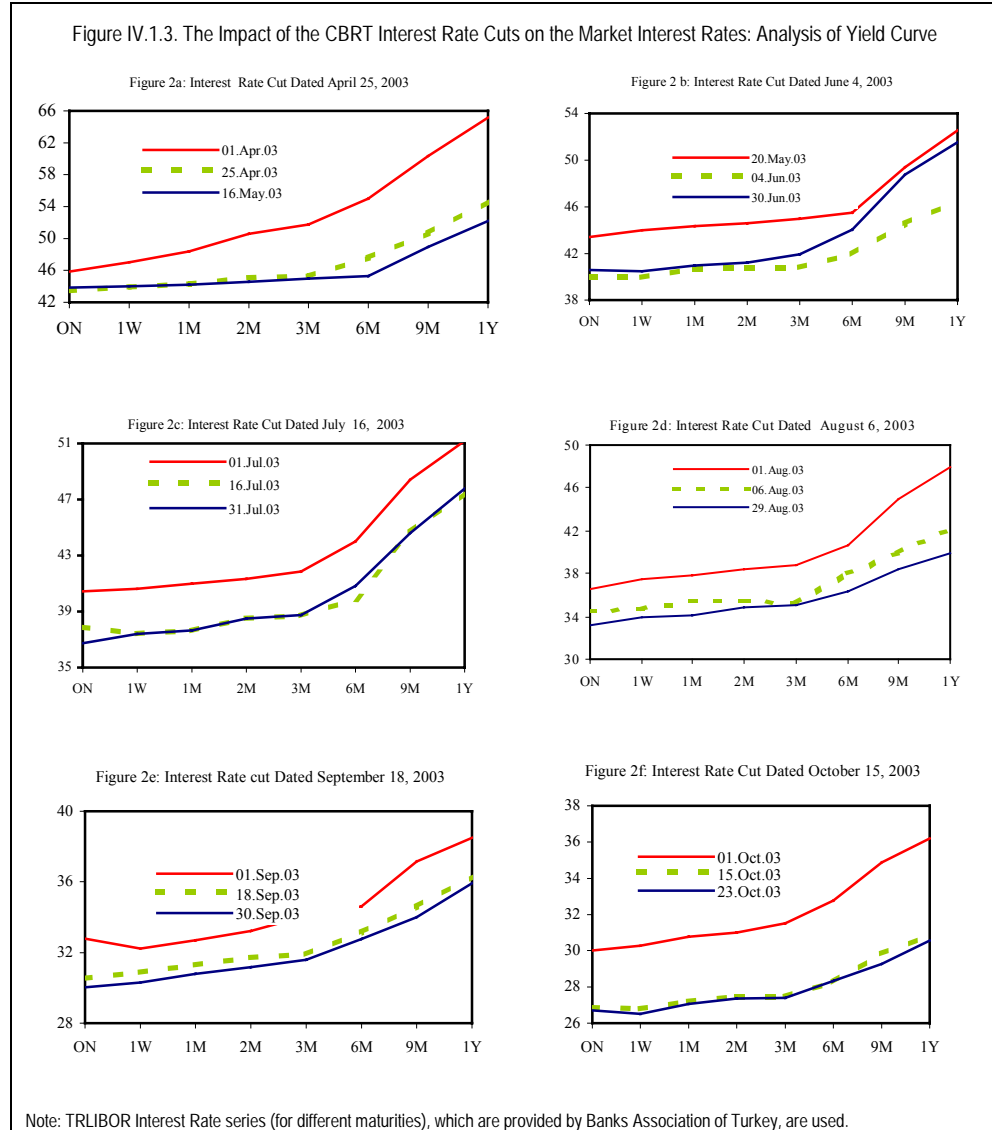 Figure IV.1.3. The Impact of the CBRT Interest Rate Cuts on the Market Interest Rates: Analysis of Yield Curve
Figure 2a: Interest Rate Cut Dated April 25, 2003
66
62
58
54
50
46
42
01.Apr.03
25.Apr.03
16.May.03
ON 1W 1M 2M 3M 6M 9M 1Y
Figure 2 b: Interest Rate Cut Dated June 4, 2003
54
50
46
42
38
20.May.03
04.Jun.03
30.Jun.03
ON 1W 1M 2M 3M 6M 9M 1Y
Figure 2c: Interest Rate Cut Dated July 16, 2003
51
47
43
39
35
01.Jul.03
16.Jul.03
31.Jul.03
ON 1W 1M 2M 3M 6M 9M 1Y
Figure 2d: Interest Rate Cut Dated August 6, 2003
50
46
42
38
34
30
01.Aug.03
06.Aug.03
29.Aug.03
ON 1W 1M 2M 3M 6M 9M 1Y
Figure 2e: Interest Rate cut Dated September 18, 2003
40
36
32
28
01.Sep.03
18.Sep.03
30.Sep.03
ON 1W 1M 2M 3M 6M 9M 1Y
Figure 2f: Interest Rate Cut Dated October 15, 2003
38
36
34
32
30
28
26
01.Oct.03
15.Oct.03
23.Oct.03
ON 1W 1M 2M 3M 6M 9M 1Y
Note: TRLIBOR Interest Rate series (for different maturities), which are provided by Banks Association of Turkey, are used.